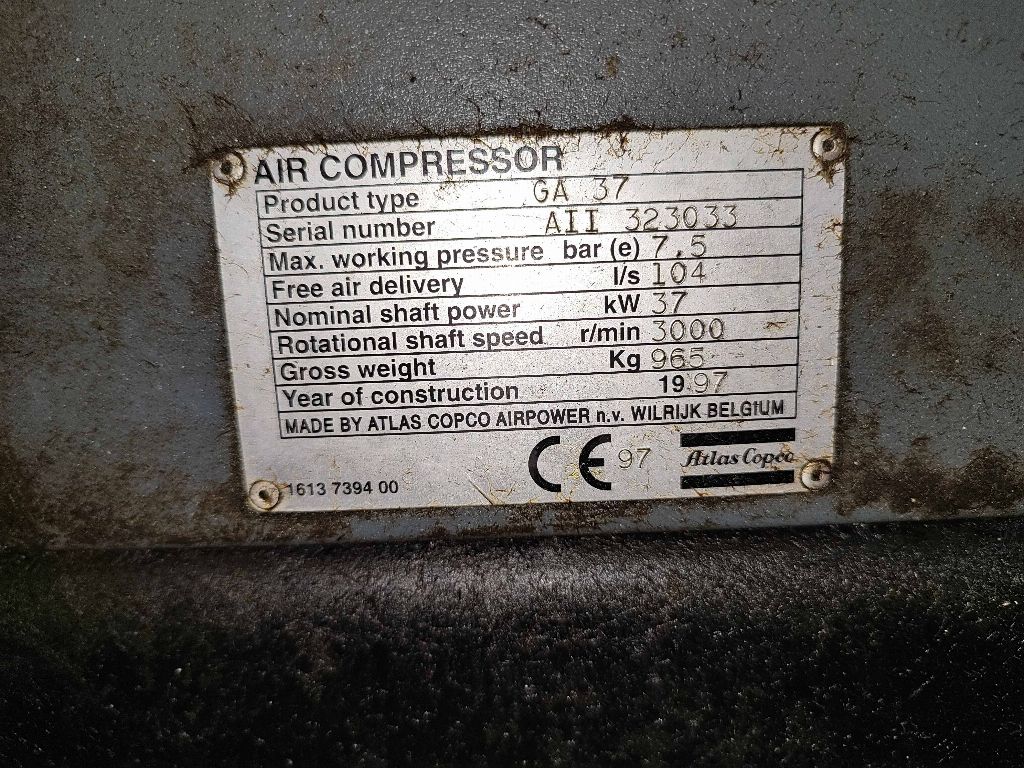 AIR COMPRESSOR
Product type GA 37
Serial number AII 323033
Max. working pressure bar (e) 7,5
Free air delivery l/s 104
Nominal shaft power kW 37
Rotational shaft speed r/min 3000
Gross weight Kg 965
Year of construction 19 97
MADE BY ATLAS COPCO AIRPOWER n.v. WILRIJK BELGIUM
CE 97 Atlas Copco
1613 7394 00